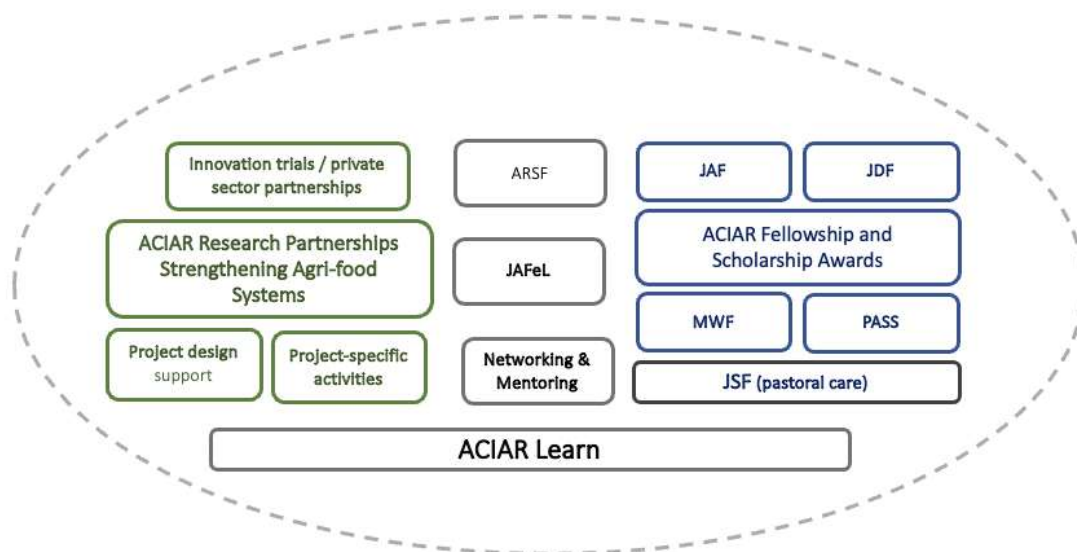 Innovation trials / private
sector partnerships
ARSF
JAF
JDF
ACIAR Research Partnerships
Strengthening Agri-food
Systems
JAFeL
ACIAR Fellowship and
Scholarship Awards
Project design
support
Project-specific
activities
Networking &
Mentoring
MWF
PASS
JSF (pastoral care)
ACIAR Learn